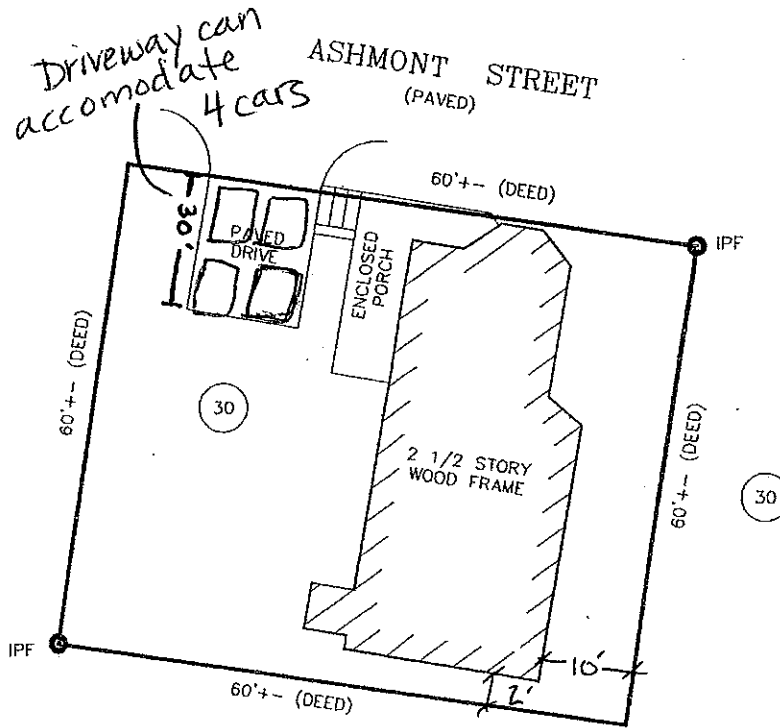 Driveway can
accomodate
4 cars
ASHMONT STREET
(PAVED)
60'+- (DEED)
IPF
30'
PAVED
DRIVE
ENCLOSED
PORCH
60'+- (DEED)
30
2 1/2 STORY
WOOD FRAME
60'+- (DEED)
30
IPF
60'+- (DEED)
10'
2'